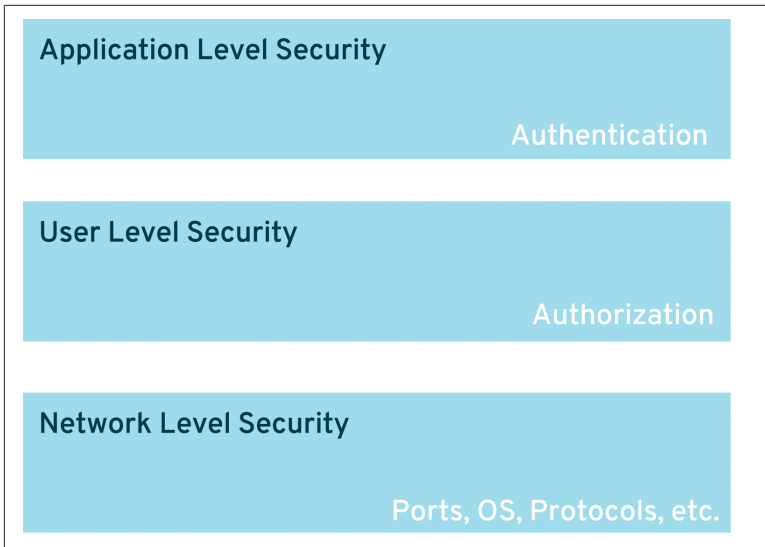 Application Level Security
Authentication
User Level Security
Authorization
Network Level Security
Ports, OS, Protocols, etc.